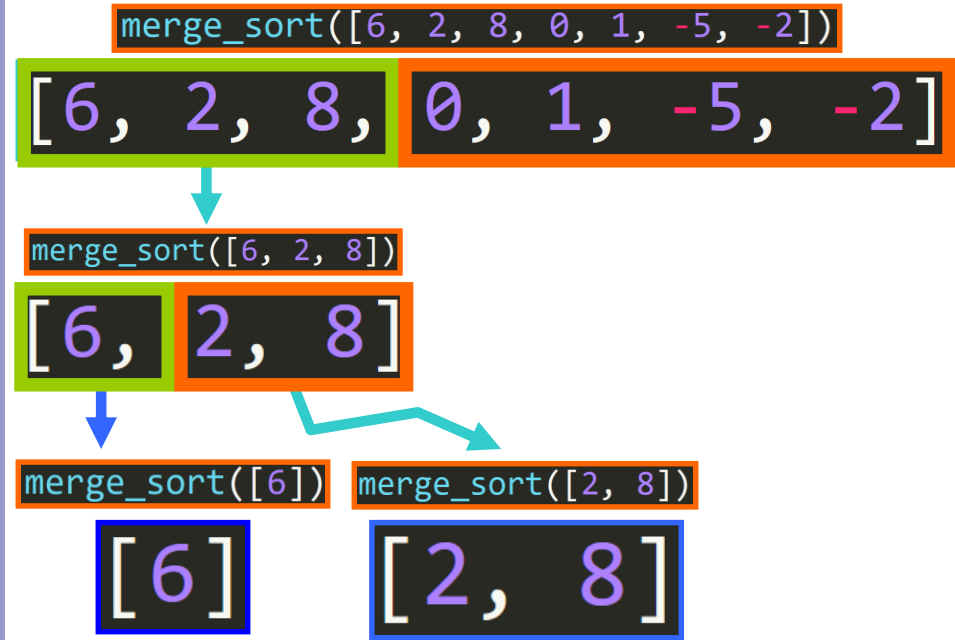 merge_sort([6, 2, 8, 0, 1, -5, -2])
[6, 2, 8, 0, 1, -5, -2]
merge_sort([6, 2, 8])
[6, 2, 8]
merge_sort([6]) merge_sort([2, 8])
[6] [2, 8]